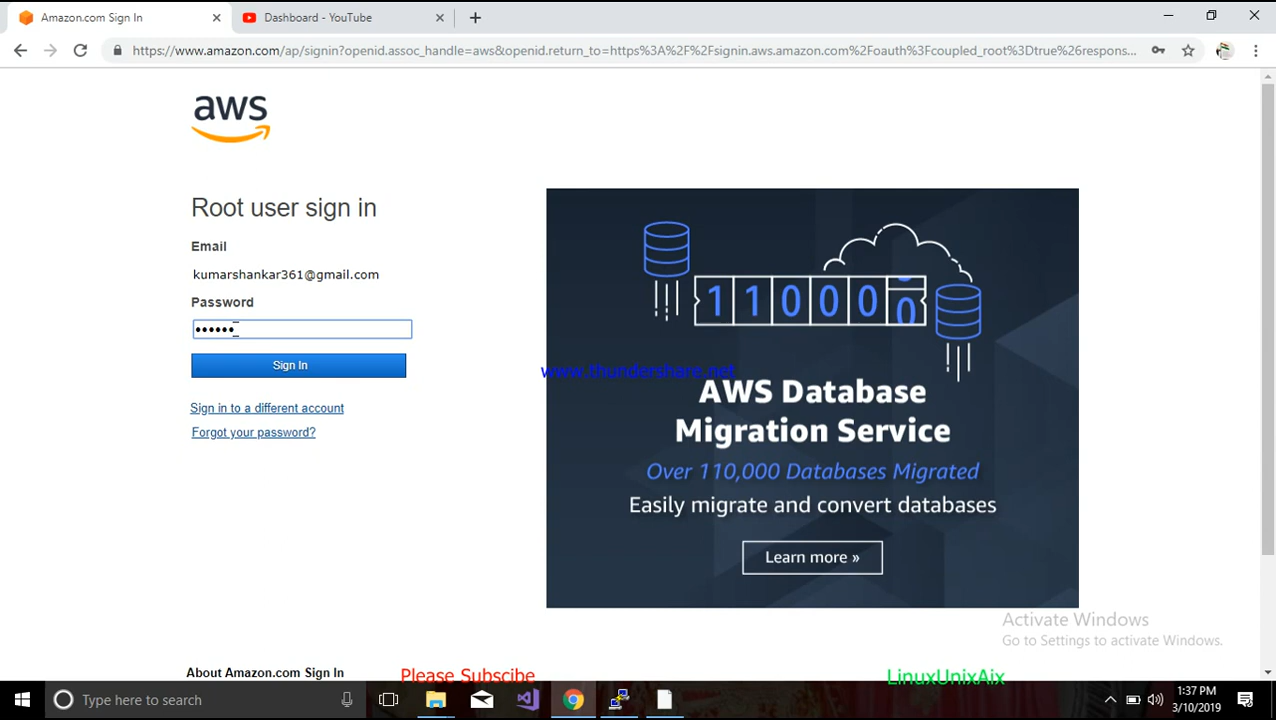 Amazon.com Sign In
Dashboard - YouTube
https://www.amazon.com/ap/signin?openid.assoc_handle=aws&openid.return_to=https%3A%2F%2Fsignin.aws.amazon.com%2Foauth%3Fcoupled_root%3Dtrue%26respons...
aws
Root user sign in
Email
kumarshankar361@gmail.com
Password
••••••
Sign In
Sign in to a different account
Forgot your password?
110000
www.thundershare.net
AWS Database
Migration Service
Over 110,000 Databases Migrated
Easily migrate and convert databases
Learn more »
Activate Windows
Go to Settings to activate Windows.
About Amazon.com Sign In
Please Subscibe
LinuxUnixAix
Type here to search
1:37 PM
3/10/2019